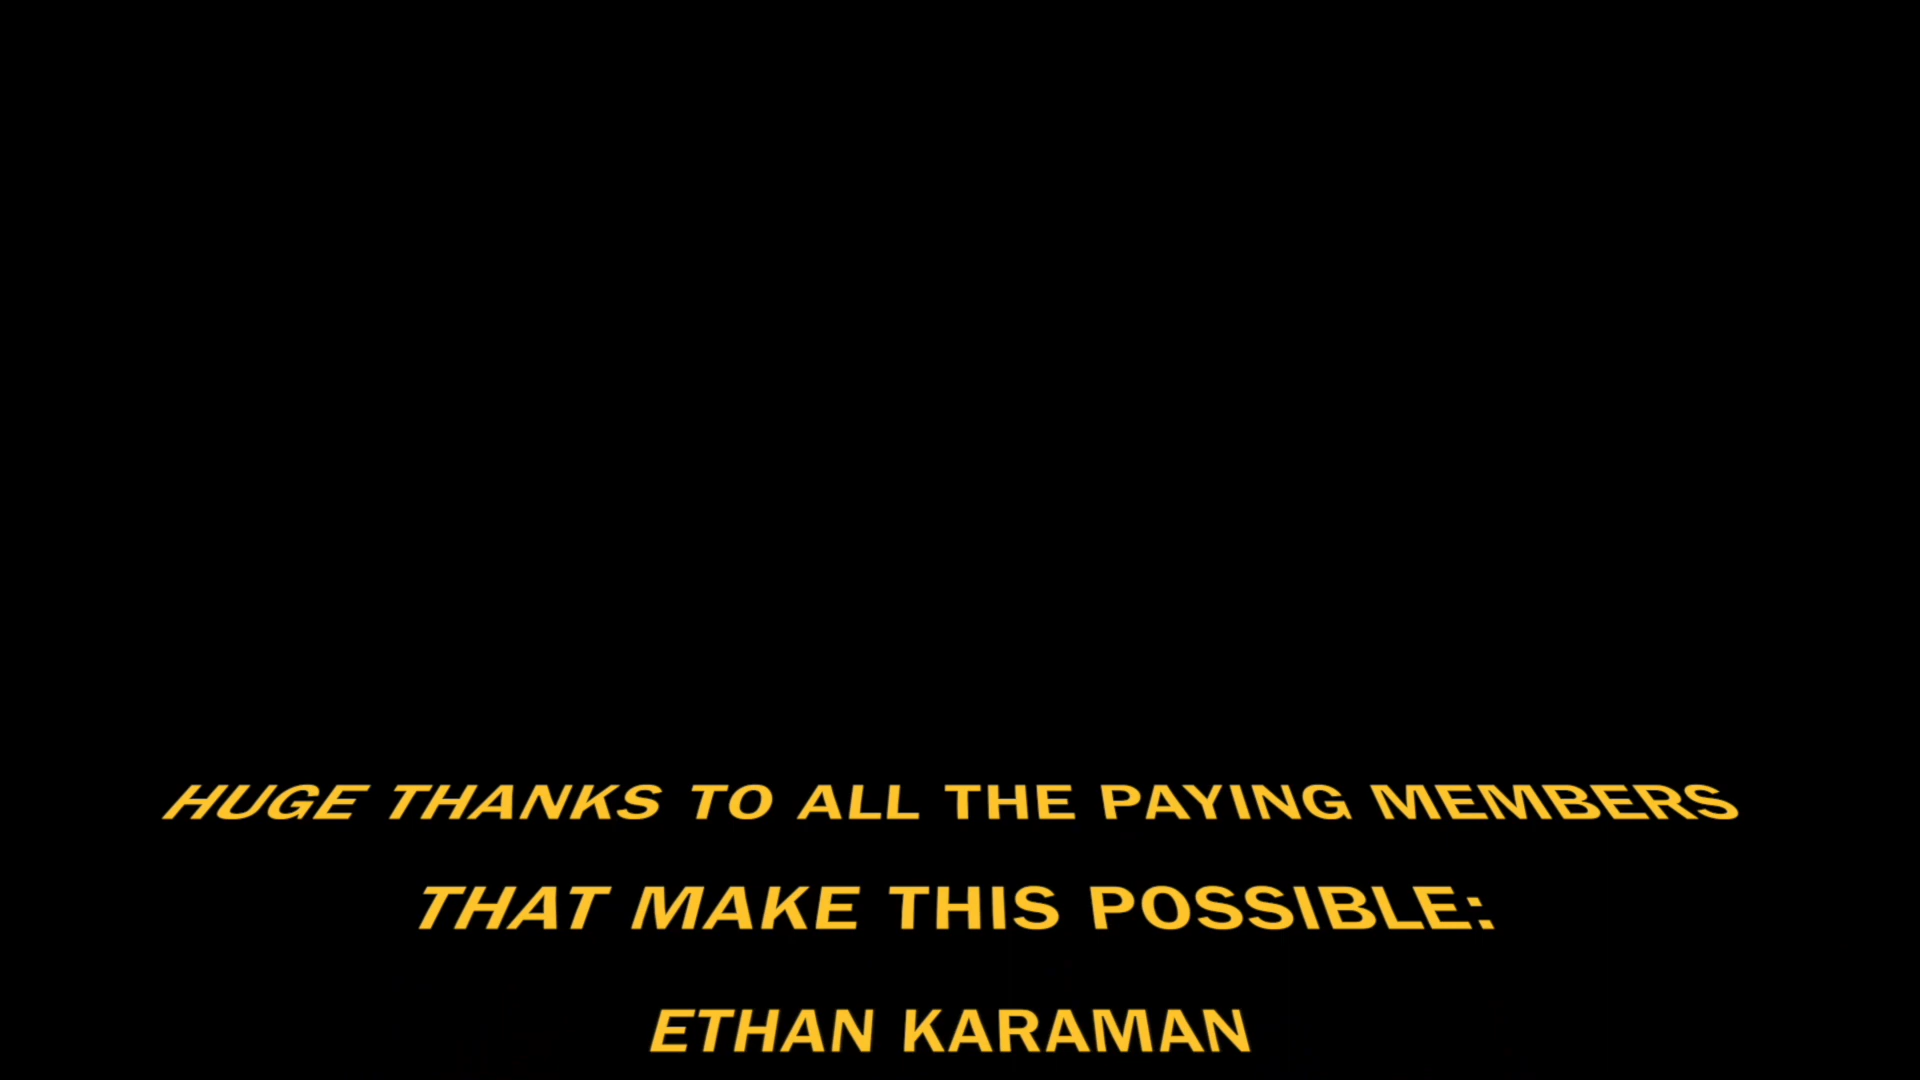 HUGE THANKS TO ALL THE PAYING MEMBERS
THAT MAKE THIS POSSIBLE:
ETHAN KARAMAN